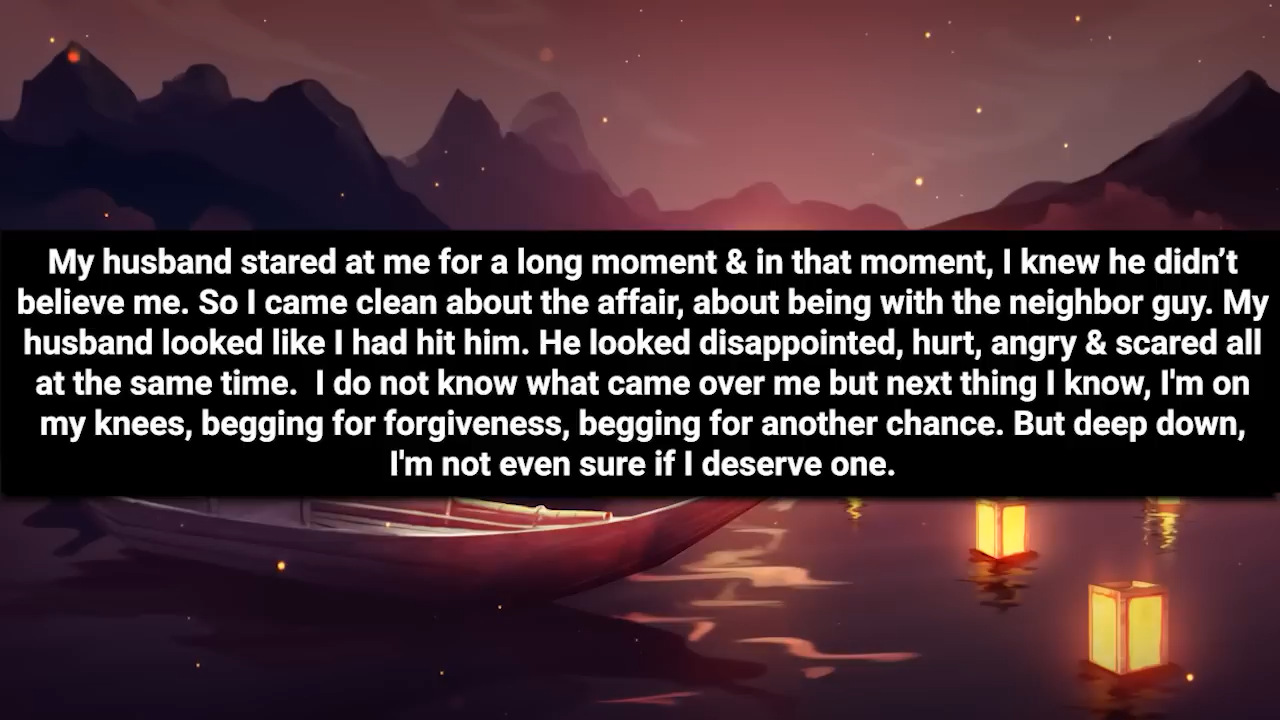 My husband stared at me for a long moment & in that moment, I knew he didn’t
believe me. So I came clean about the affair, about being with the neighbor guy. My
husband looked like I had hit him. He looked disappointed, hurt, angry & scared all
at the same time.  I do not know what came over me but next thing I know, I'm on
my knees, begging for forgiveness, begging for another chance. But deep down,
I'm not even sure if I deserve one.